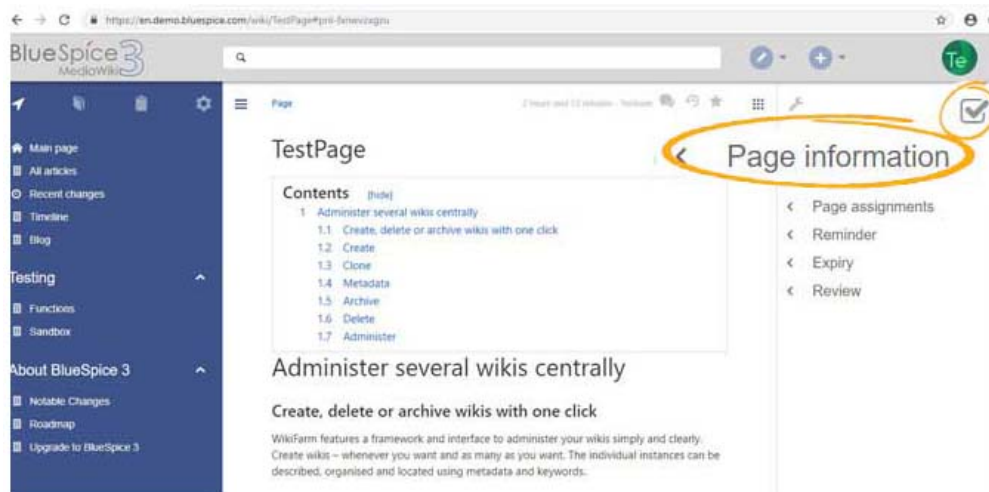 https://en.demo.bluespice.com/wiki/TestPage
BlueSpice 3
MediaWiki
Te
Page
Main page
All articles
Recent changes
Timeline
Blog
Testing
Functions
Sandbox
About BlueSpice 3
Notable Changes
Roadmap
Upgrade to BlueSpice 3
TestPage
Contents [hide]
1 Administer several wikis centrally
1.1 Create, delete or archive wikis with one click
1.2 Create
1.3 Clone
1.4 Metadata
1.5 Archive
1.6 Delete
1.7 Administer
Administer several wikis centrally
Create, delete or archive wikis with one click
WikiFarm features a framework and interface to administer your wikis simply and clearly.
Create wikis – whenever you want and as many as you want. The individual instances can be
described, organised and located using metadata and keywords.
Page information
Page assignments
Reminder
Expiry
Review